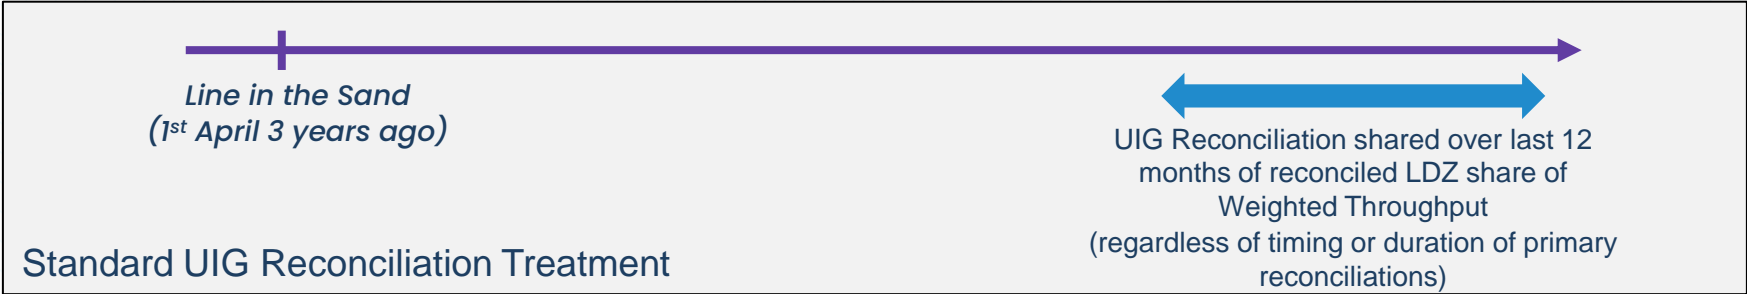 Line in the Sand
(1st April 3 years ago)
UIG Reconciliation shared over last 12
months of reconciled LDZ share of
Weighted Throughput
(regardless of timing or duration of primary
reconciliations)
Standard UIG Reconciliation Treatment